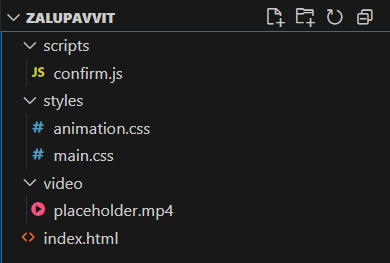 ZALUPAVVIT
scripts
JS confirm.js
styles
# animation.css
# main.css
video
placeholder.mp4
<> index.html